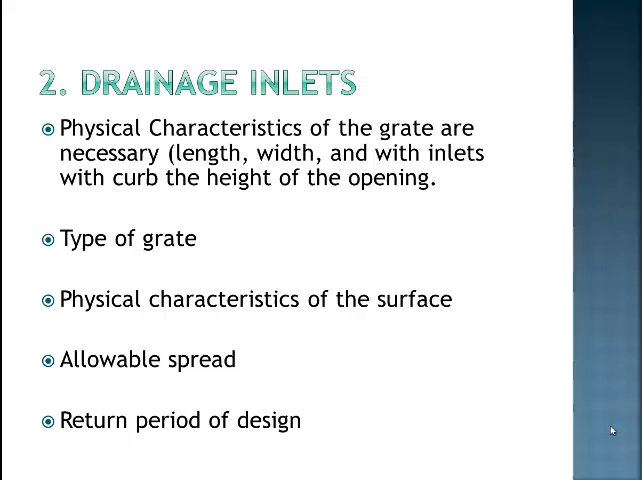 2. DRAINAGE INLETS
Physical Characteristics of the grate are
necessary (length, width, and with inlets
with curb the height of the opening.
Type of grate
Physical characteristics of the surface
Allowable spread
Return period of design